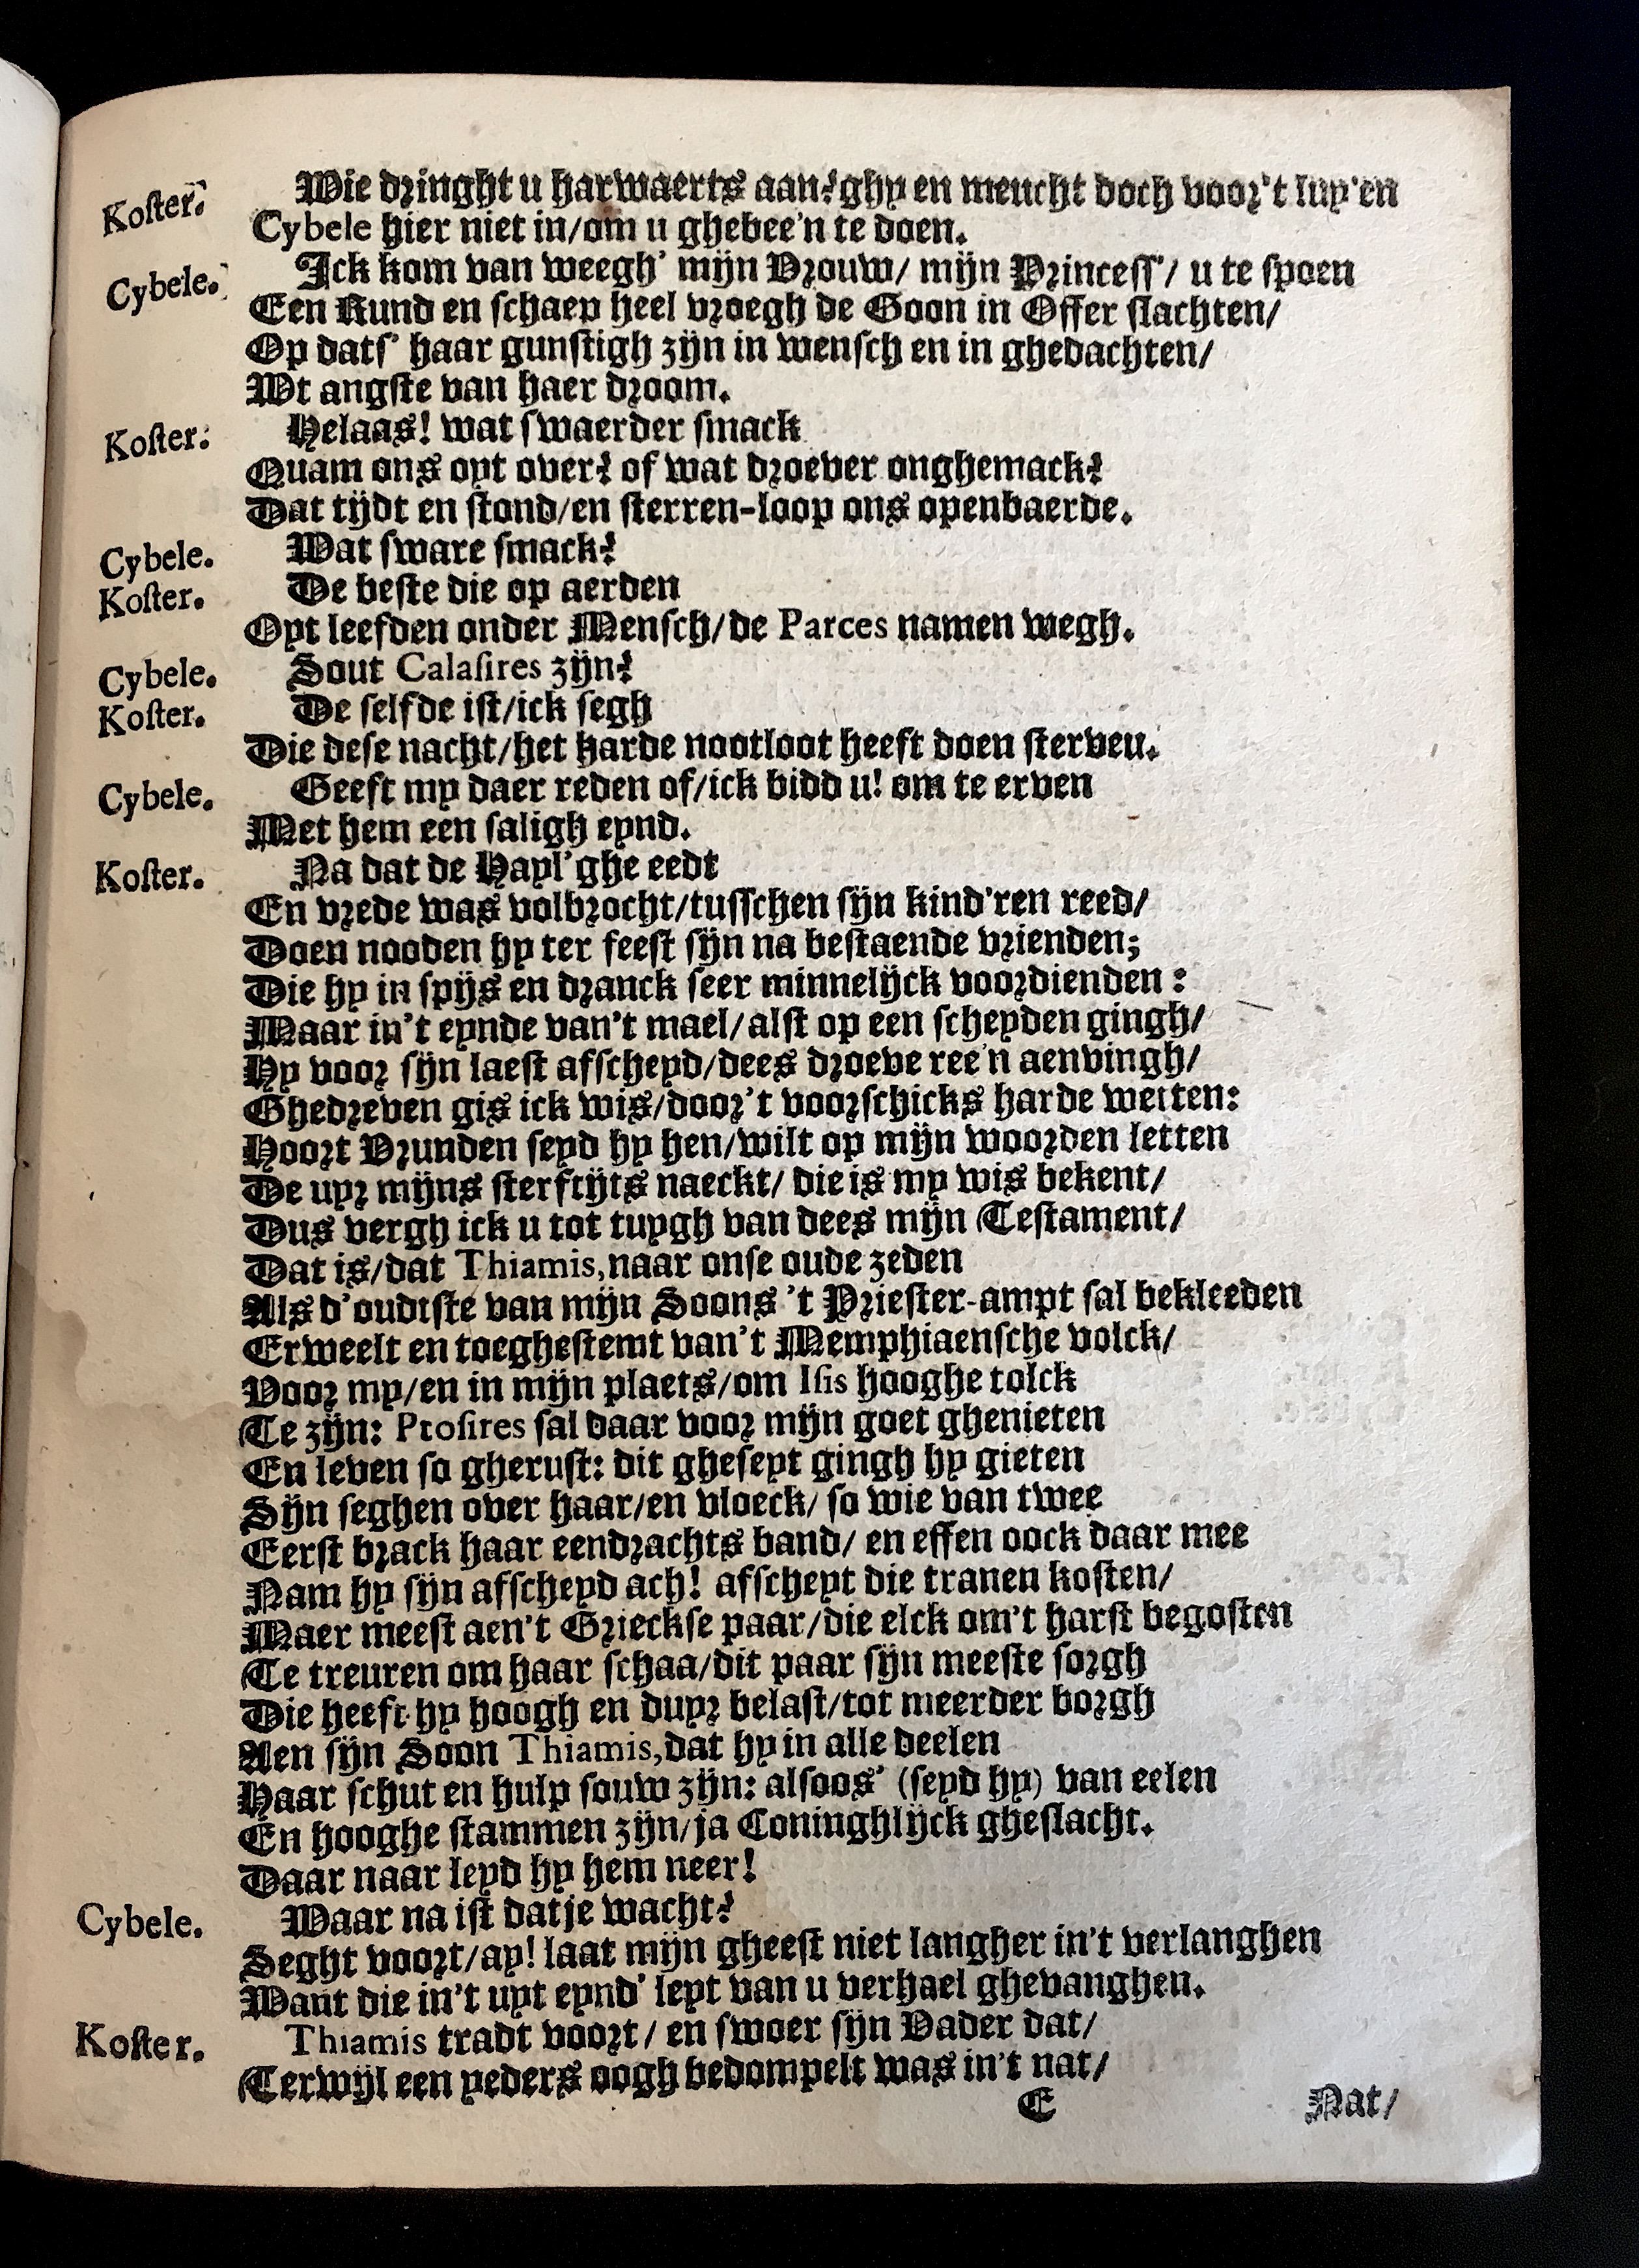 Koster. Wie dringht u harwaerts aan? ghy en meucht doch voor't luy'en
Cybele hier niet in/om u ghebee'n te doen.
Cybele. Ick kom van weegh' mijn Vrouw/ mijn Princess'/ u te spoen
Een Rund en schaep heel vroegh de Goon in Offer slachten/
Op dats' haar gunstigh zijn in wensch en in ghedachten/
Wt angste van haer droom.
Koster. Helaas! wat swaerder smack
Quam ons oyt over? of wat droever onghemack?
Dat tijdt en stond/en sterren-loop ons openbaerde.
Cybele. Wat sware smack?
Koster. De beste die op aerden
Oyt leefden onder Mensch/de Parces namen wegh.
Cybele. Sout Calasires zijn?
Koster. De selfde ist/ick segh
Die dese nacht/het harde nootloot heeft doen sterveu.
Cybele. Geeft my daer reden of/ick bidd u! om te erven
Met hem een saligh eynd.
Koster. Na dat de Hayl'ghe eedt
En vrede was volbrocht/tusschen sijn kind'ren reed/
Doen nooden hy ter feest sijn na bestaende vrienden;
Die hy in spijs en dranck seer minnelijck voordienden:
Maar in't eynde van't mael/alst op een scheyden gingh/
Hy voor sijn laest afscheyd/dees droeve ree'n aenvingh/
Ghedreven gis ick wis/door't voorschicks harde wetten:
Hoort Vrunden seyd hy hen/wilt op mijn woorden letten
De uyr mijns sterftijts naeckt/ die is my wis bekent/
Dus vergh ick u tot tuygh van dees mijn Testament/
Dat is/dat Thiamis, naar onse oude zeden
Als d'oudtste van mijn Soons 't Priester-ampt sal bekleeden
Erweelt en toeghestemt van't Memphiaensche volck/
Voor my/en in mijn plaets/om Isis hooghe tolck
Te zijn: Prosires sal daar voor mijn goet ghenieten
En leven so gherust: dit gheseyt gingh hy gieten
Sijn seghen over haar/en vloeck/ so wie van twee
Eerst brack haar eendrachts band/ en effen oock daar mee
Nam hy sijn afscheyd ach! afscheyt die tranen kosten/
Maer meest aen't Grieckse paar/die elck om't harst begosten
Te treuren om haar schaa/dit paar sijn meeste sorgh
Die heeft hy hoogh en duyr belast/tot meerder borgh
Aen sijn Soon Thiamis, dat hy in alle deelen
Haar schut en hulp souw zijn: alsoos' (seyd hy) van eelen
En hooghe stammen zijn/ja Coninghlijck gheslacht.
Daar naar leyd hy hem neer!
Cybele. Waar na ist datje wacht?
Seght voort/ay! laat mijn gheest niet langher in't verlanghen
Want die in't uyt eynd' leyt van u verhael ghevanghen.
Koster. Thiamis tradt voort/ en swoer sijn Vader dat/
Terwijl een yeders oogh bedompelt was in't nat/
E Nat/